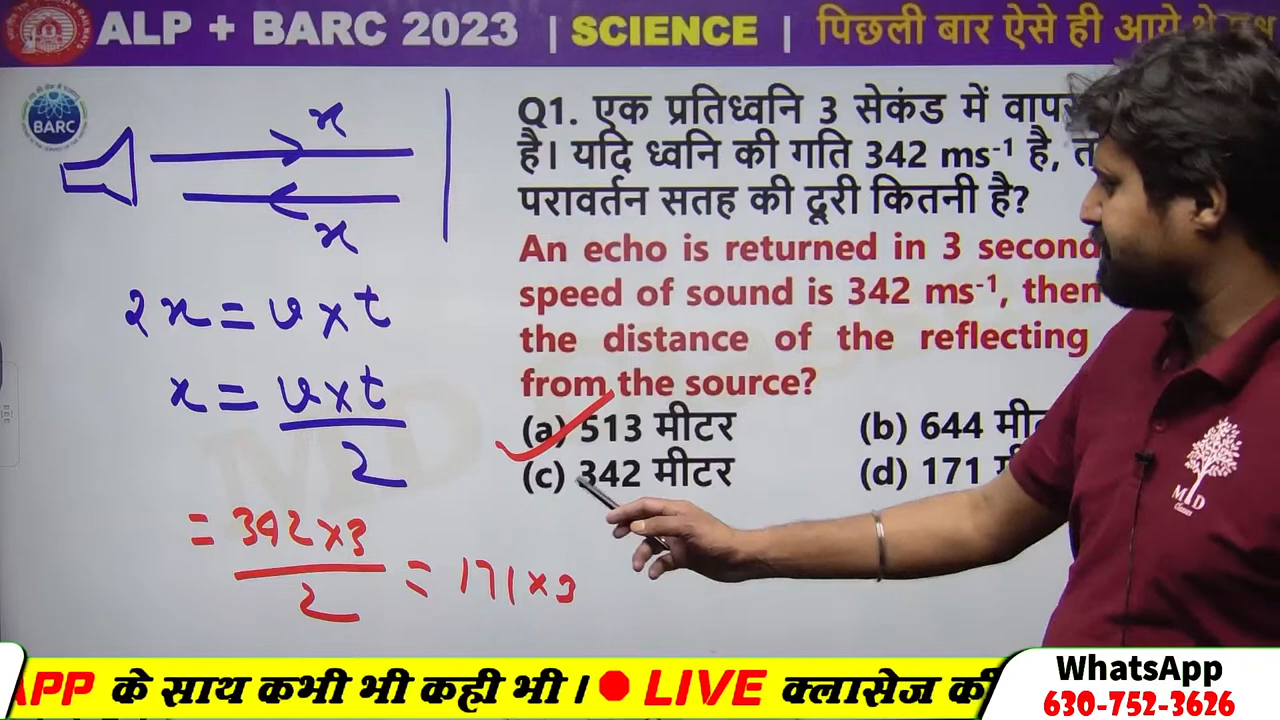 ALP + BARC 2023 | SCIENCE | पिछली बार ऐसे ही आये थे
BARC
x
x
2x = v × t
x = v × t
2
= 342 × 3
2
= 171 × 3
Q1. एक प्रतिध्वनि 3 सेकंड में
है। यदि ध्वनि की गति 342 ms⁻¹ है,
परावर्तन सतह की दूरी कितनी है?
An echo is returned in 3 second
speed of sound is 342 ms⁻¹, then
the distance of the reflecting
from the source?
(a) 513 मीटर (b) 644
(c) 342 मीटर (d) 171
MD
Classes
APP के साथ कभी भी कही भी । LIVE क्लासेज की
WhatsApp
630-752-3626